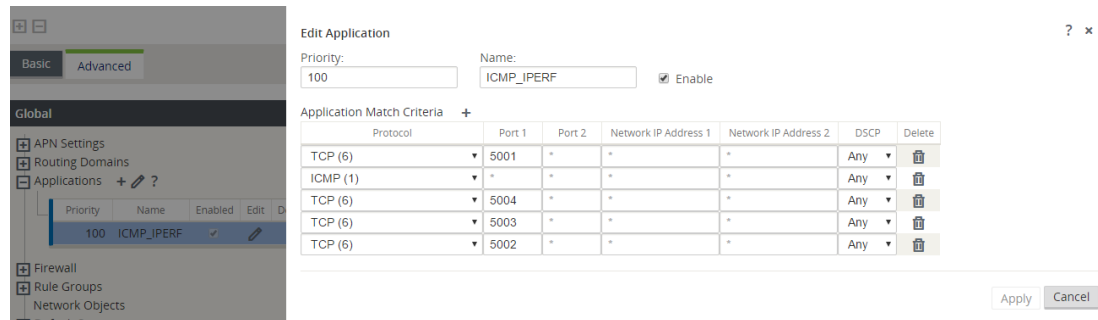 Edit Application
?
×
Priority:
Name:
100
ICMP_IPERF
Enable
Application Match Criteria +
Protocol Port 1 Port 2 Network IP Address 1 Network IP Address 2 DSCP Delete
TCP (6) 5001 * * * Any
ICMP (1) * * * * Any
TCP (6) 5004 * * * Any
TCP (6) 5003 * * * Any
TCP (6) 5002 * * * Any
Apply
Cancel
Basic
Advanced
Global
APN Settings
Routing Domains
Applications + ?
Priority Name Enabled Edit
100 ICMP_IPERF
Firewall
Rule Groups
Network Objects